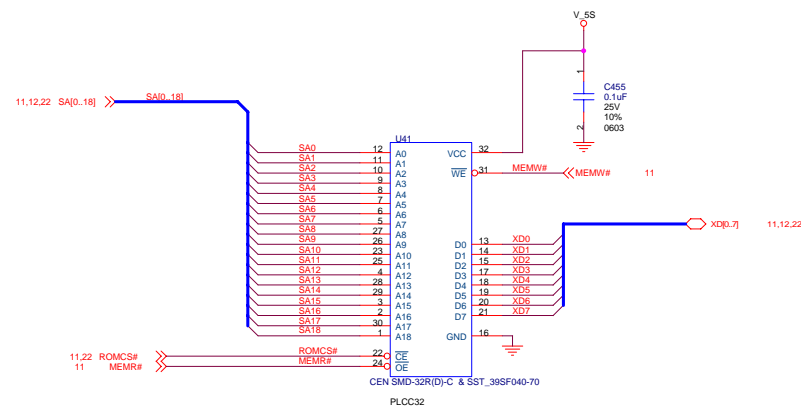 V_5S
1
C455
0.1uF
25V
10%
0603
2
11,12,22 SA[0..18] SA[0..18]
U41
SA0 12 A0 VCC 32
SA1 11 A1
SA2 10 A2 WE 31 MEMW# MEMW# 11
SA3 9 A3
SA4 8 A4
SA5 7 A5
SA6 6 A6
SA7 5 A7 XD[0..7] 11,12,22
SA8 27 A8
SA9 26 A9 D0 13 XD0
SA10 23 A10 D1 14 XD1
SA11 25 A11 D2 15 XD2
SA12 4 A12 D3 17 XD3
SA13 28 A13 D4 18 XD4
SA14 29 A14 D5 19 XD5
SA15 3 A15 D6 20 XD6
SA16 2 A16 D7 21 XD7
SA17 30 A17
SA18 1 A18 GND 16
11,22 ROMCS# ROMCS# 22 CE
11 MEMR# MEMR# 24 OE
CEN SMD-32R(D)-C & SST_39SF040-70
PLCC32